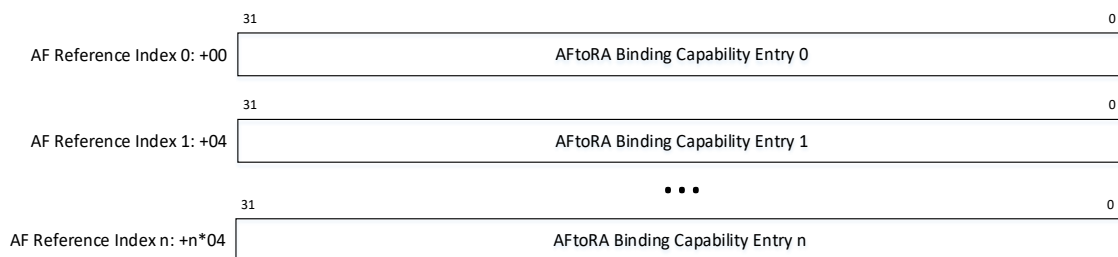 31 0
AF Reference Index 0: +00 AFtoRA Binding Capability Entry 0
31 0
AF Reference Index 1: +04 AFtoRA Binding Capability Entry 1
...
31 0
AF Reference Index n: +n*04 AFtoRA Binding Capability Entry n